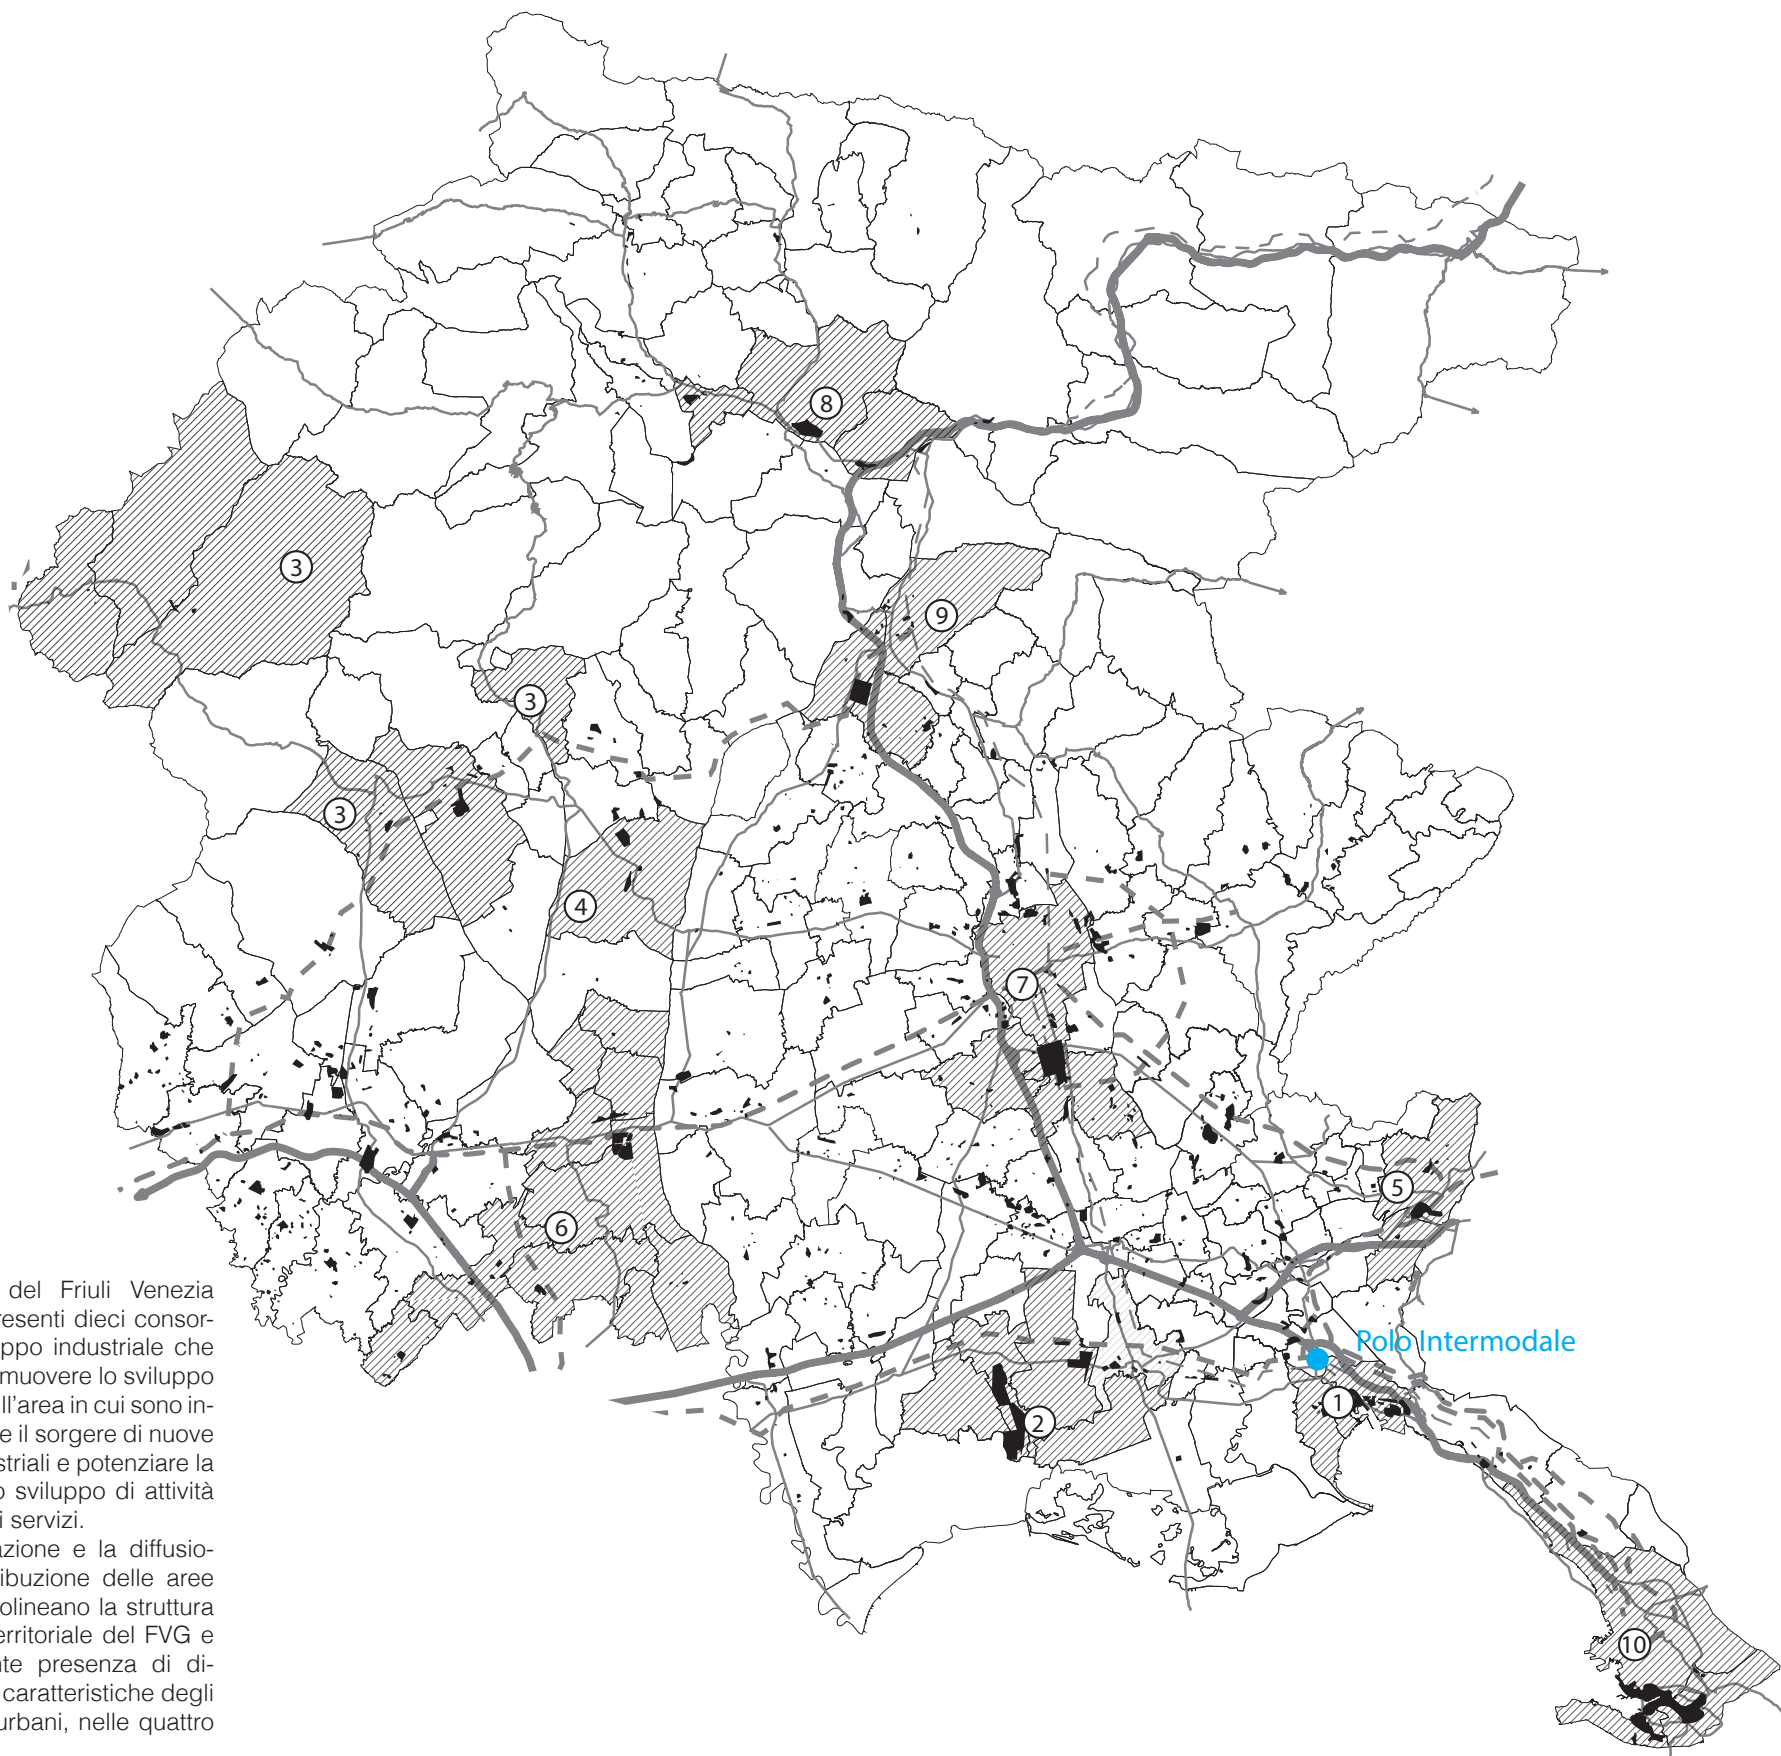 8
3
9
3
3
4
7
5
6
Polo Intermodale
1
2
10
del Friuli Venezia
resenti dieci consor-
ppo industriale che
muovere lo sviluppo
ll'area in cui sono in-
e il sorgere di nuove
striali e potenziare la
o sviluppo di attività
i servizi.
azione e la diffusio-
ribuzione delle aree
olineano la struttura
erritoriale del FVG e
nte presenza di di-
caratteristiche degli
urbani, nelle quattro